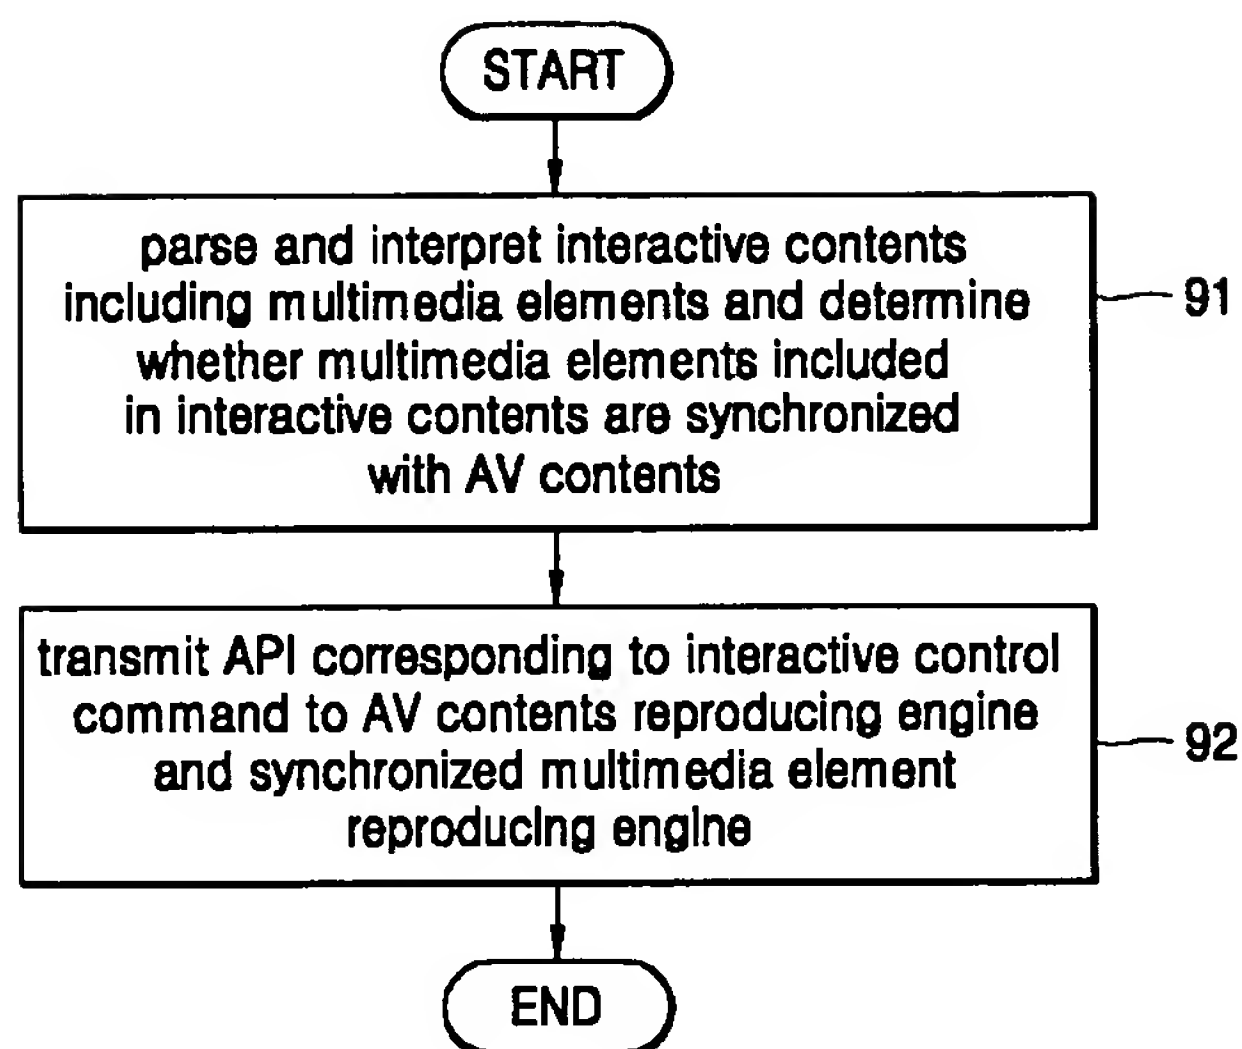 START
parse and interpret interactive contents
including multimedia elements and determine
whether multimedia elements included
in interactive contents are synchronized
with AV contents
91
transmit API corresponding to interactive control
command to AV contents reproducing engine
and synchronized multimedia element
reproducing engine
92
END